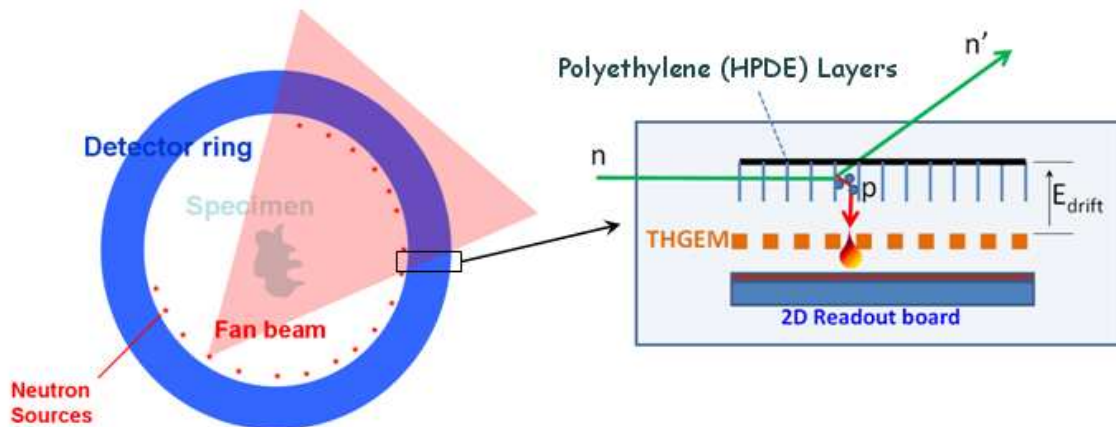 Detector ring
Specimen
Fan beam
Neutron
Sources
Polyethylene (HPDE) Layers
n'
n
p
E_drift
THGEM
2D Readout board